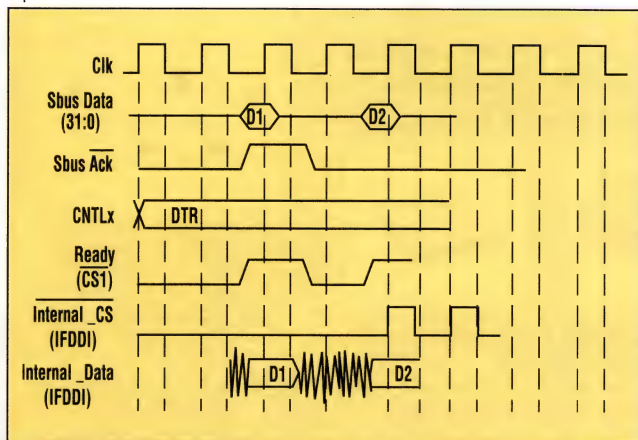 Clk
Sbus Data
(31:0)
D1
D2
Sbus Ack
CNTLx
DTR
Ready
(CS1)
Internal _CS
(IFDDI)
Internal _Data
(IFDDI)
D1
D2